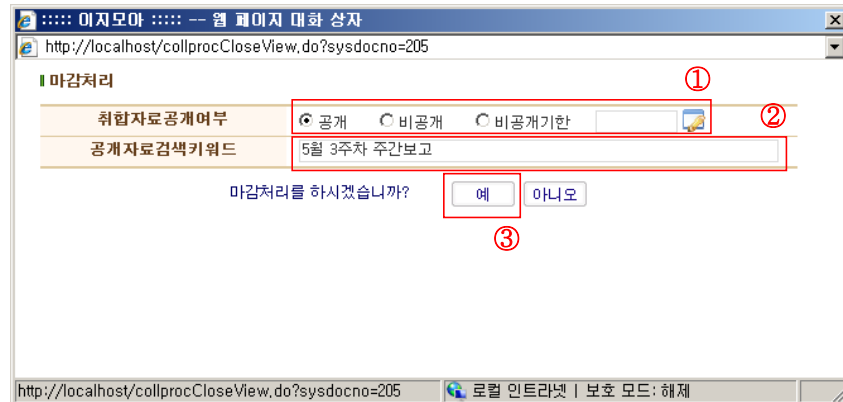 ::::: 이지모아 ::::: -- 웹 페이지 대화 상자
http://localhost/collprocCloseView.do?sysdocno=205
마감처리
①
취합자료공개여부 공개 비공개 비공개기한
②
공개자료검색키워드 5월 3주차 주간보고
마감처리를 하시겠습니까? 예 아니오
③
http://localhost/collprocCloseView.do?sysdocno=205 로컬 인트라넷 | 보호 모드: 해제